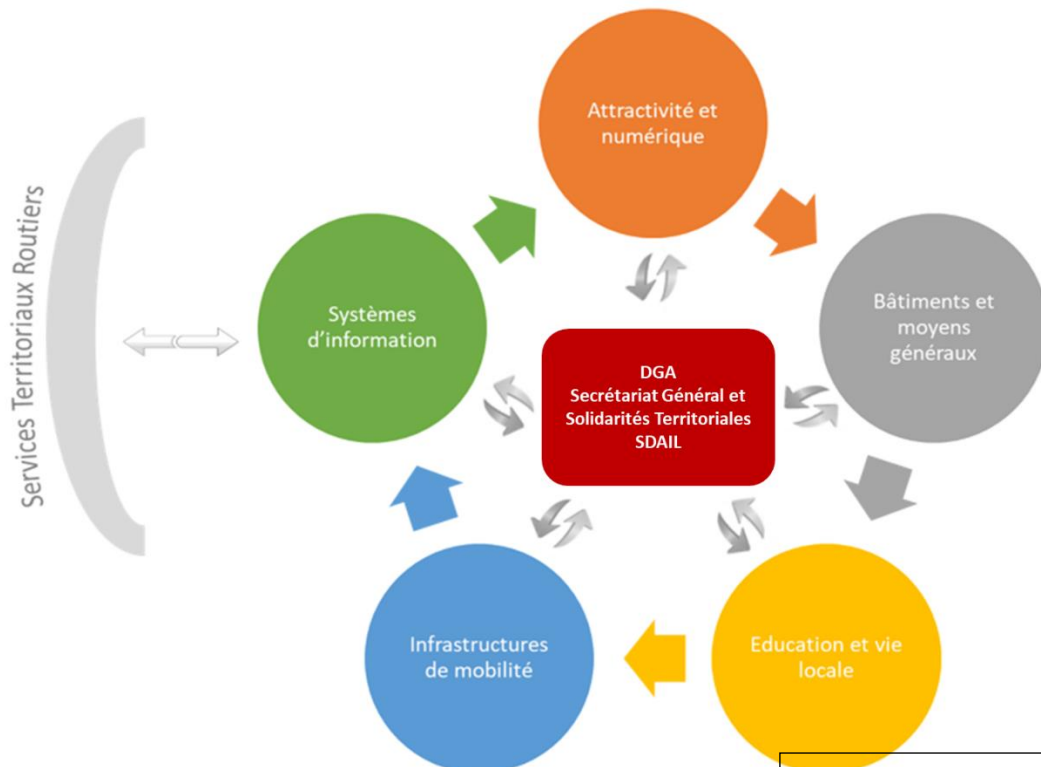 Attractivité et
numérique
Services Territoriaux Routiers
Systèmes
d'information
Bâtiments et
moyens
généraux
DGA
Secrétariat Général et
Solidarités Territoriales
SDAIL
Infrastructures
de mobilité
Education et vie
locale